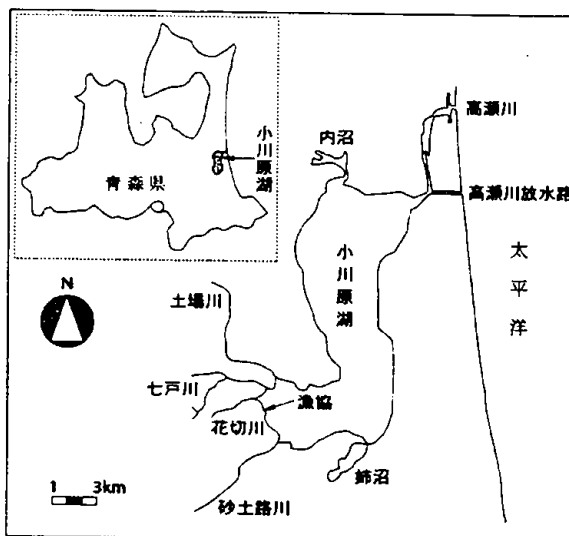 高瀬川
内沼
小川原湖
青森県
高瀬川放水路
小川原湖
太平洋
N
土場川
七戸川
漁協
花切川
姉沼
1 3km
砂土路川